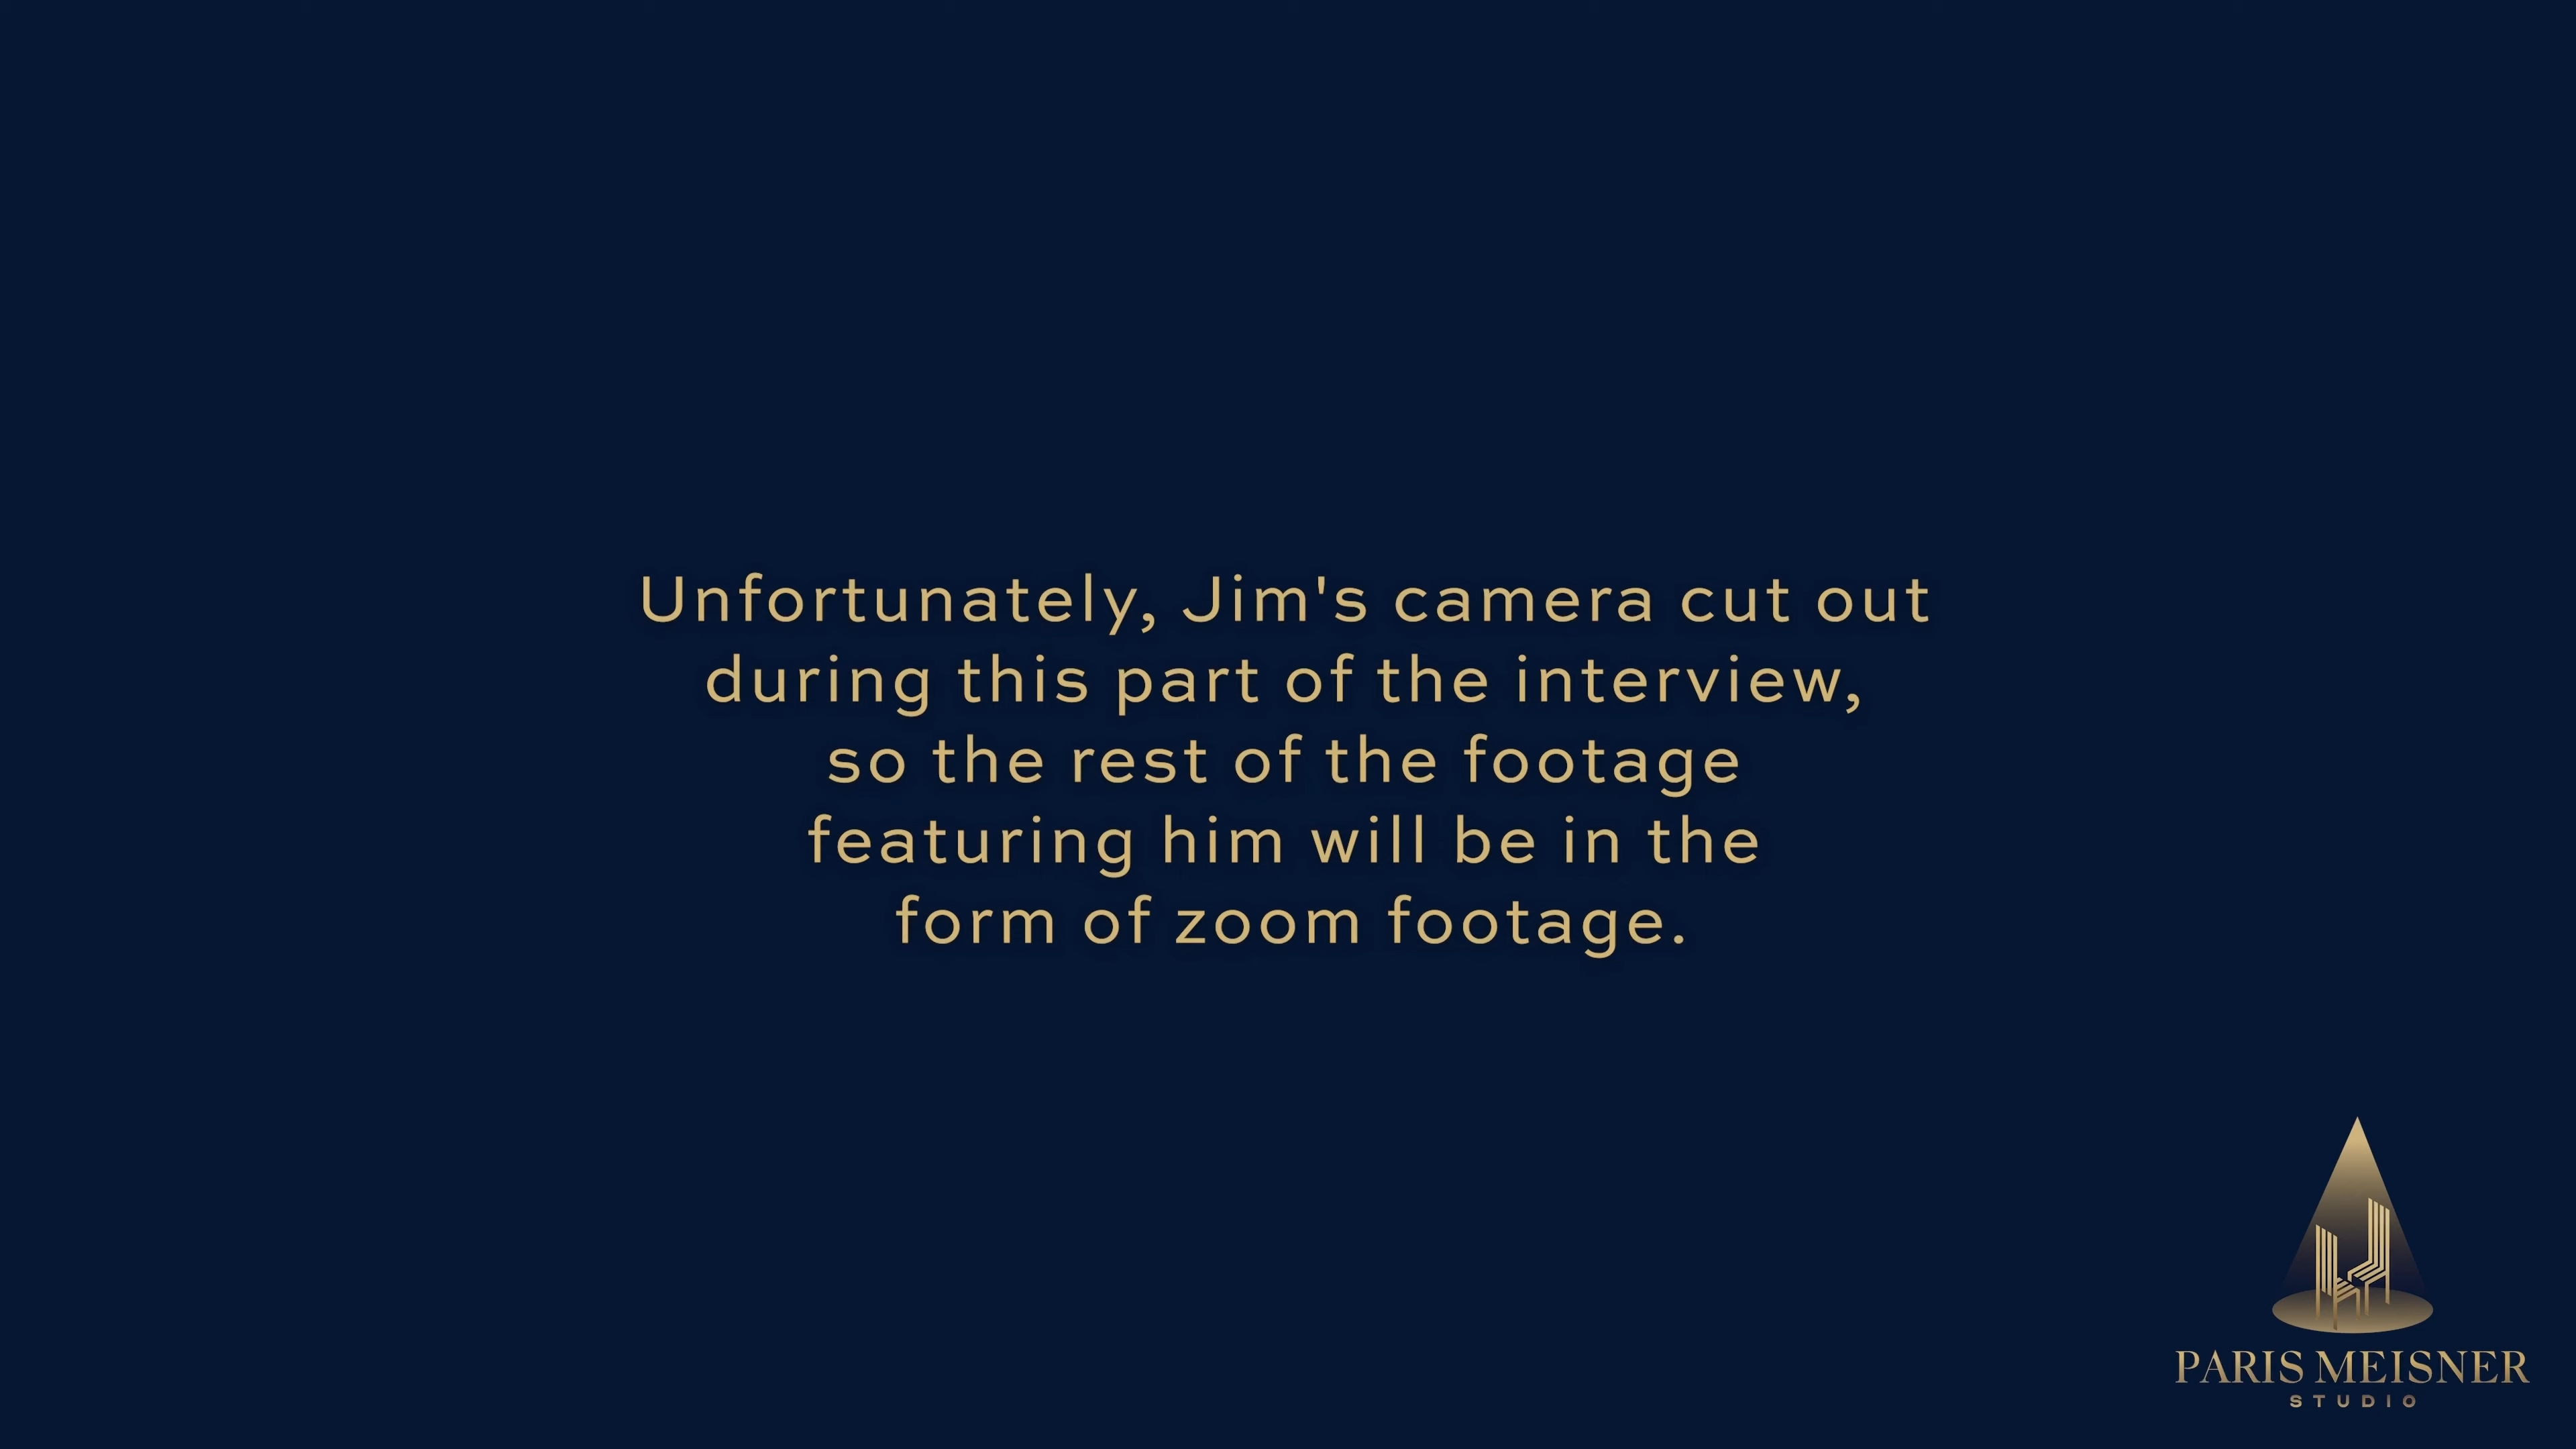 Unfortunately, Jim's camera cut out
during this part of the interview,
so the rest of the footage
featuring him will be in the
form of zoom footage.
PARIS MEISNER
STUDIO